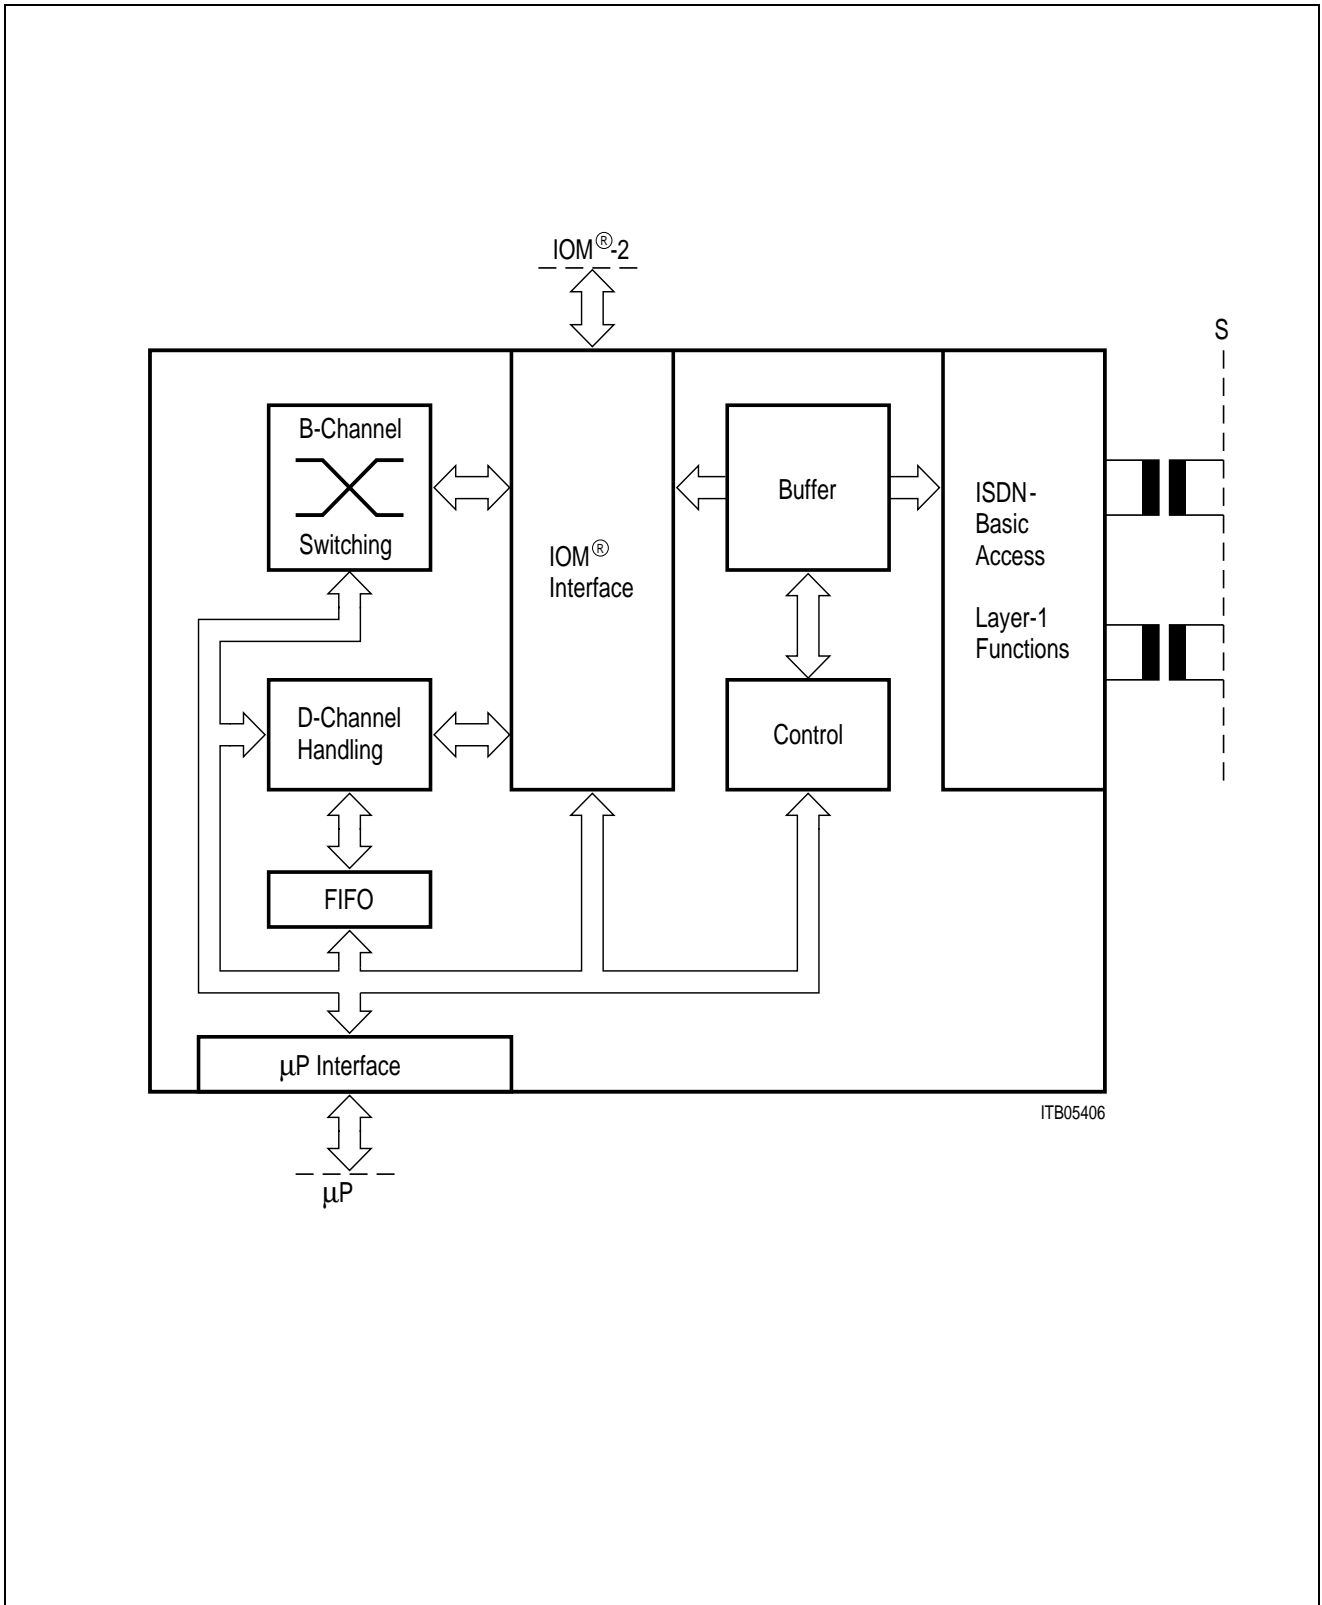 IOM®-2
S
B-Channel
Switching
IOM®
Interface
Buffer
ISDN-
Basic
Access
Layer-1
Functions
D-Channel
Handling
Control
FIFO
µP Interface
ITB05406
µP